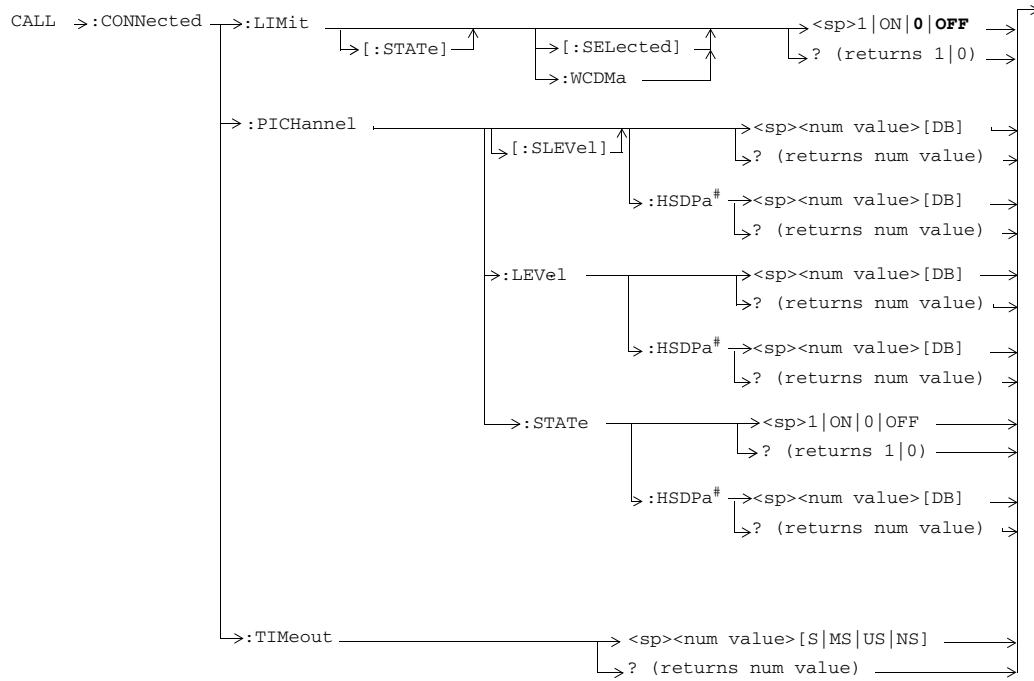 CALL :CONNected :LIMit <sp>1|ON|0|OFF
[:STATe] [:SELected] ? (returns 1|0)
:WCDMa
:PICHannel <sp><num value>[DB]
[:SLEVel] ? (returns num value)
:HSDPa# <sp><num value>[DB]
? (returns num value)
:LEVel <sp><num value>[DB]
? (returns num value)
:HSDPa# <sp><num value>[DB]
? (returns num value)
:STATe <sp>1|ON|0|OFF
? (returns 1|0)
:HSDPa# <sp><num value>[DB]
? (returns num value)
:TIMeout <sp><num value>[S|MS|US|NS]
? (returns num value)